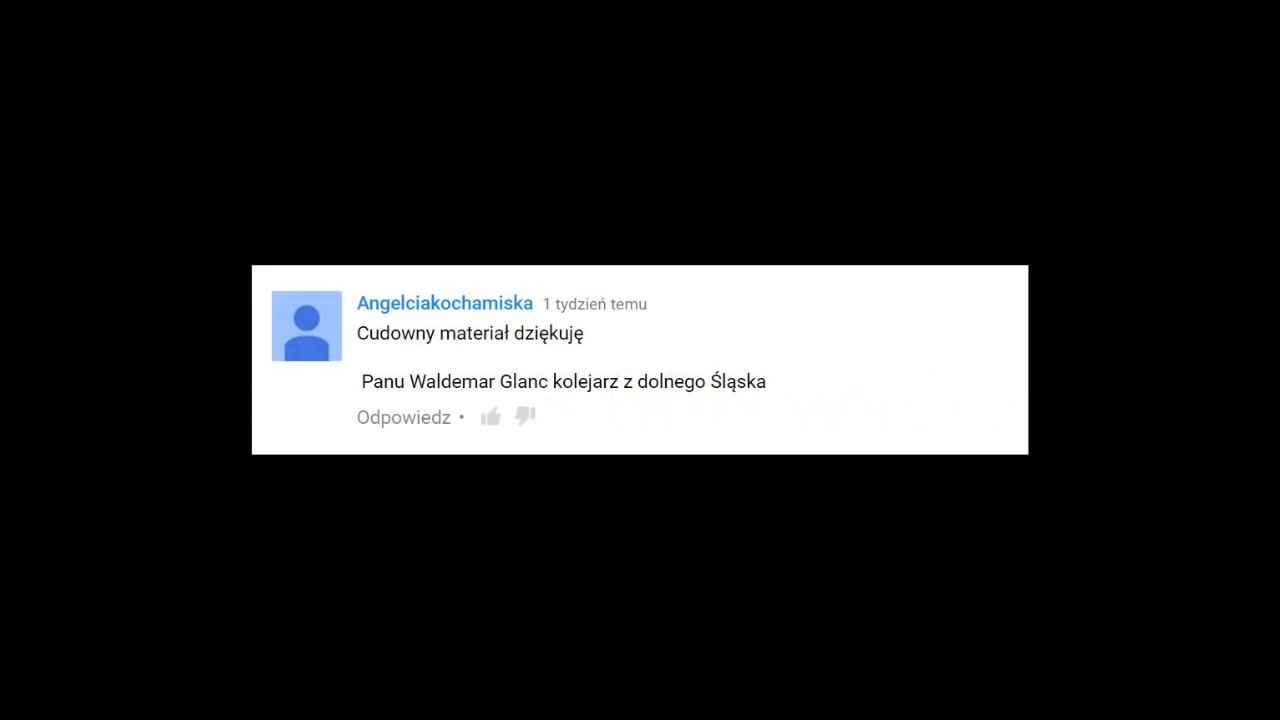 Angelciakochamiska 1 tydzień temu
Cudowny materiał dziękuję
Panu Waldemar Glanc kolejarz z dolnego Śląska
Odpowiedz •